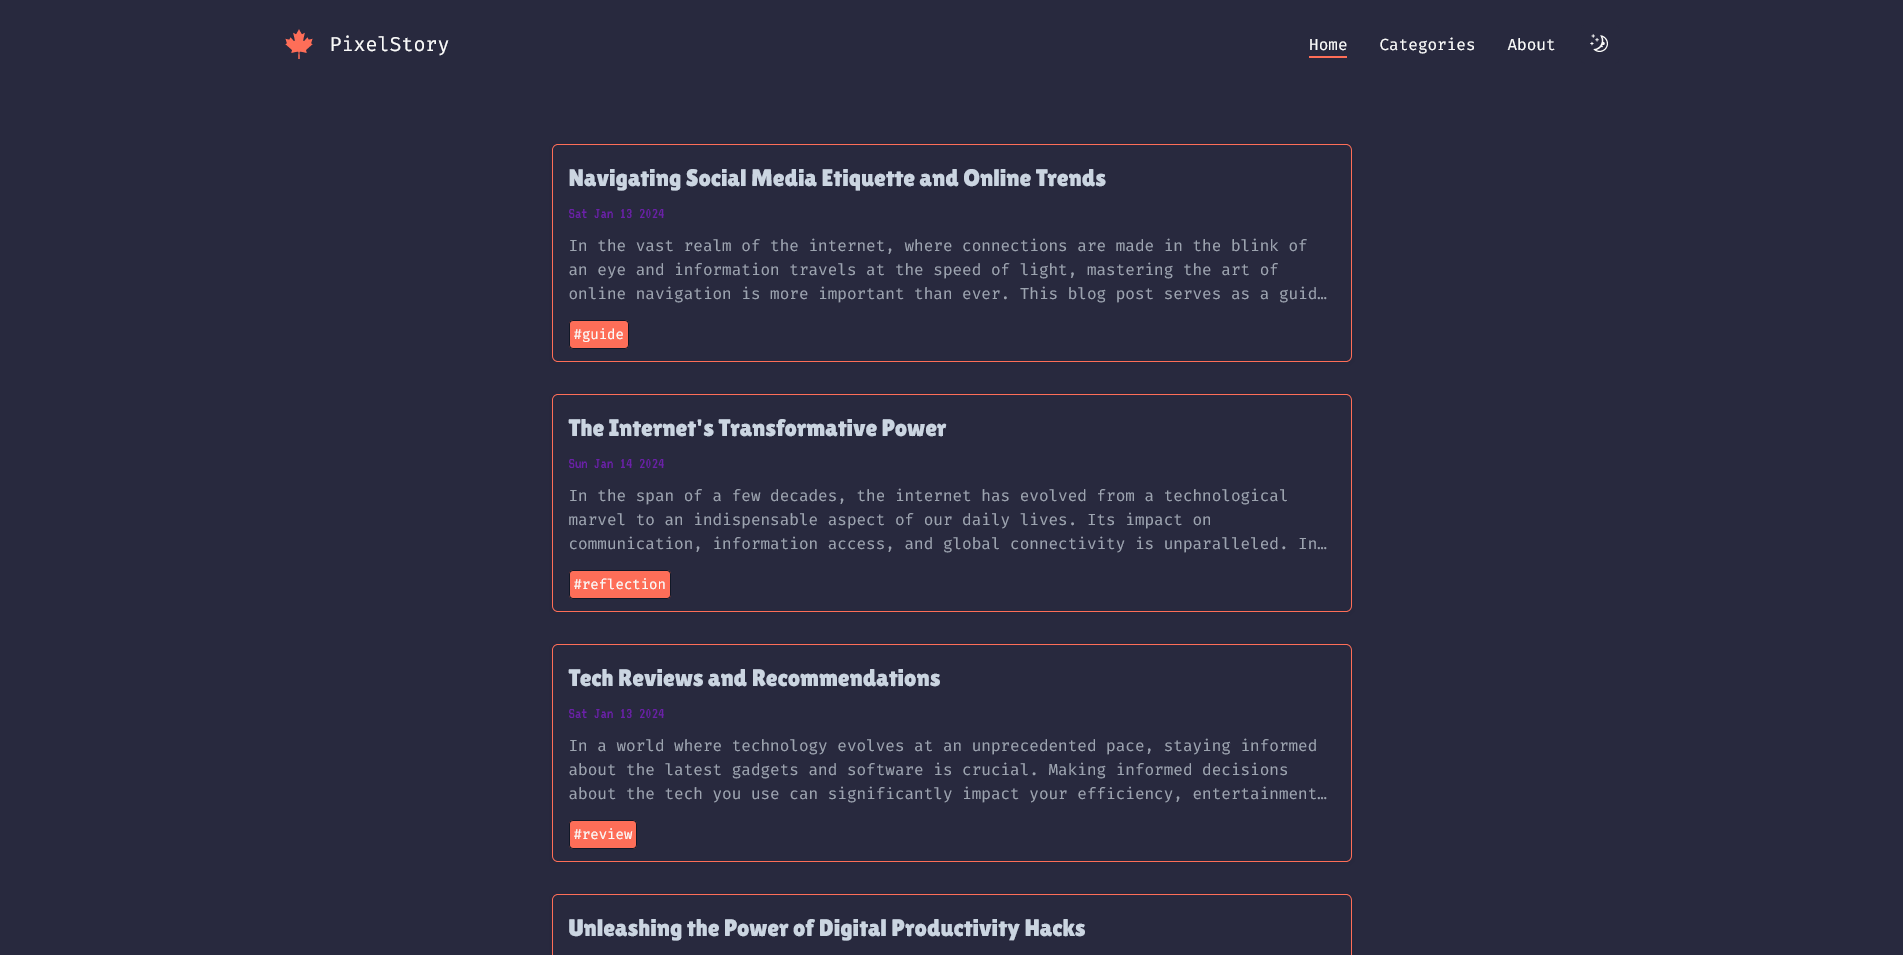 PixelStory
Home
Categories
About
Navigating Social Media Etiquette and Online Trends
Sat Jan 13 2024
In the vast realm of the internet, where connections are made in the blink of
an eye and information travels at the speed of light, mastering the art of
online navigation is more important than ever. This blog post serves as a guid…
#guide
The Internet's Transformative Power
Sun Jan 14 2024
In the span of a few decades, the internet has evolved from a technological
marvel to an indispensable aspect of our daily lives. Its impact on
communication, information access, and global connectivity is unparalleled. In…
#reflection
Tech Reviews and Recommendations
Sat Jan 13 2024
In a world where technology evolves at an unprecedented pace, staying informed
about the latest gadgets and software is crucial. Making informed decisions
about the tech you use can significantly impact your efficiency, entertainment…
#review
Unleashing the Power of Digital Productivity Hacks